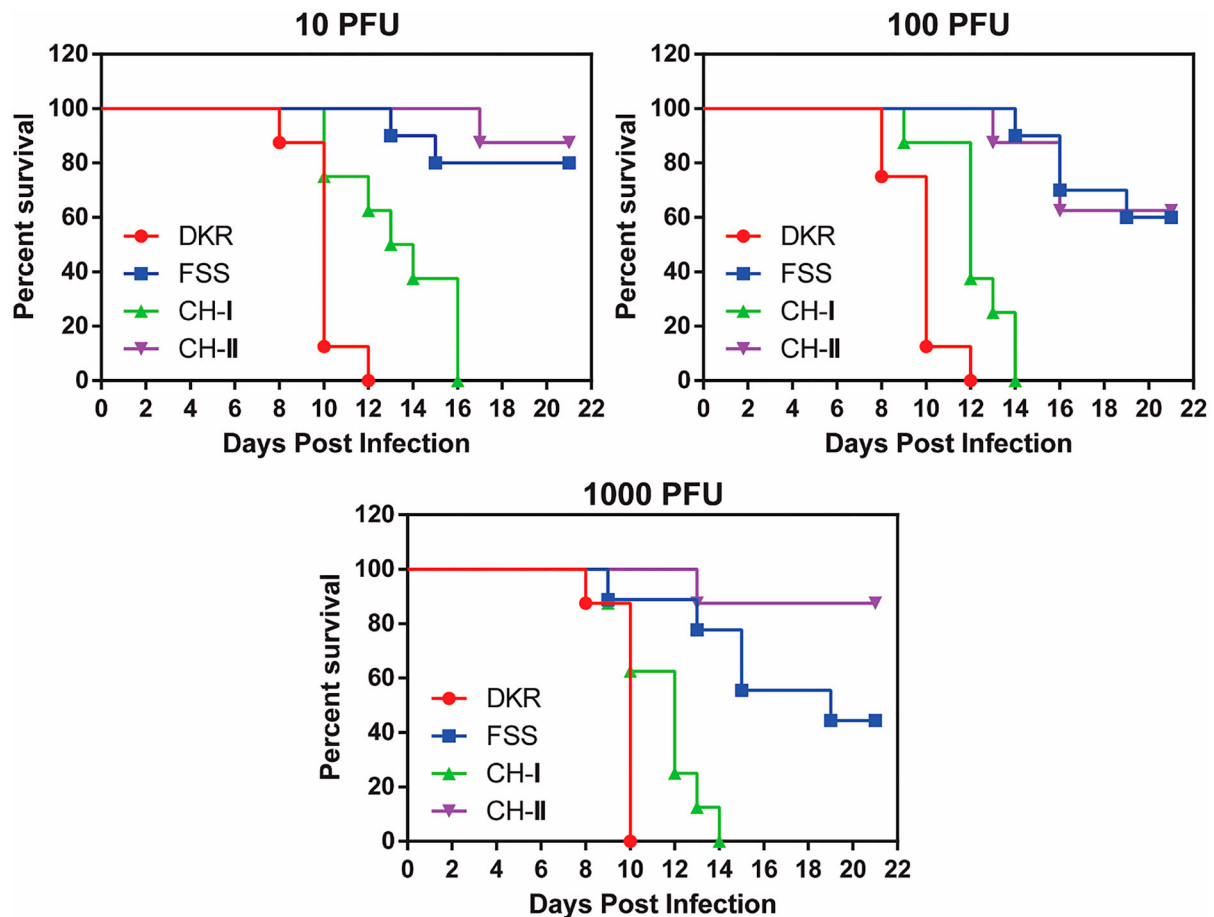 10 PFU
120
100
80
60
40
20
0
Percent survival
DKR
FSS
CH-I
CH-II
0 2 4 6 8 10 12 14 16 18 20 22
Days Post Infection
100 PFU
120
100
80
60
40
20
0
Percent survival
DKR
FSS
CH-I
CH-II
0 2 4 6 8 10 12 14 16 18 20 22
Days Post Infection
1000 PFU
120
100
80
60
40
20
0
Percent survival
DKR
FSS
CH-I
CH-II
0 2 4 6 8 10 12 14 16 18 20 22
Days Post Infection